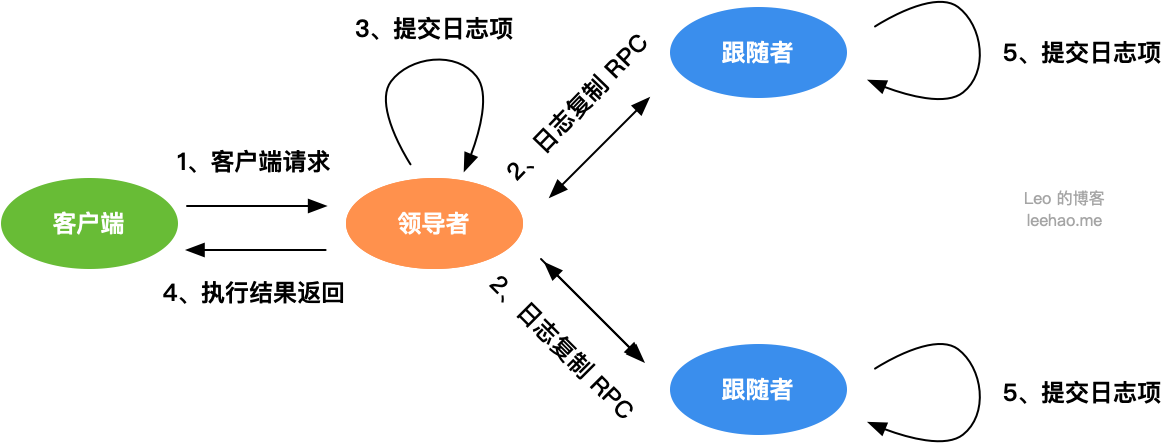 3、提交日志项
2、日志复制 RPC
跟随者
5、提交日志项
1、客户端请求
客户端
领导者
4、执行结果返回
Leo 的博客
leehao.me
2、日志复制 RPC
跟随者
5、提交日志项